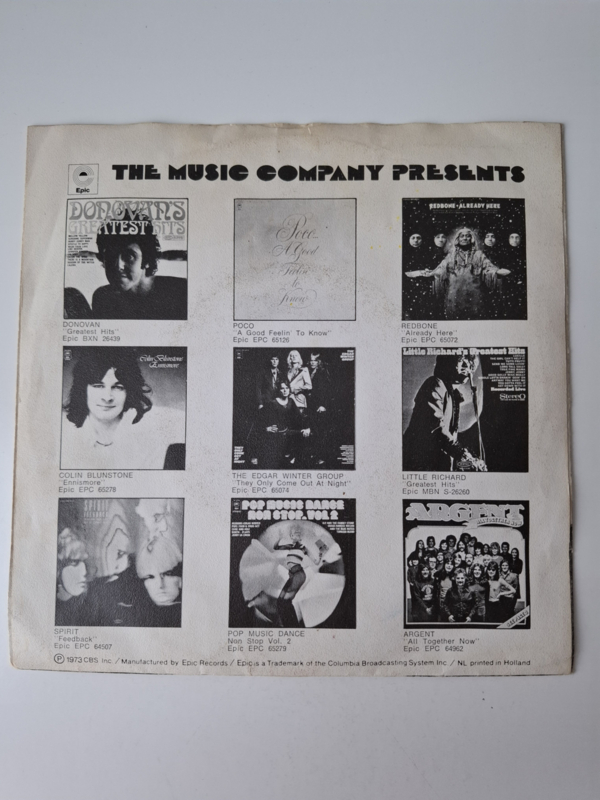 Epic
THE MUSIC COMPANY PRESENTS
DONOVAN'S
GREATEST HITS
Poco
A Good
Feelin'
to
Know
REDBONE • ALREADY HERE
DONOVAN
"Greatest Hits"
Epic BXN 26439
POCO
"A Good Feelin' To Know"
Epic EPC 65126
REDBONE
"Already Here"
Epic EPC 65072
Colin Blunstone
Ennismore
Little Richard's Greatest Hits
Recorded Live
Stereo
COLIN BLUNSTONE
"Ennismore"
Epic EPC 65278
THE EDGAR WINTER GROUP
"They Only Come Out At Night"
Epic EPC 65074
LITTLE RICHARD
"Greatest Hits"
Epic MBN S-26260
SPIRIT
FEEDBACK
POP MUSIC DANCE
NON STOP, VOL 2
ARGENT
ALL TOGETHER NOW
SPIRIT
"Feedback"
Epic EPC 64507
POP MUSIC DANCE
Non Stop Vol. 2
Epic EPC 65279
ARGENT
"All Together Now"
Epic EPC 64962
Ⓟ 1973 CBS, Inc. / Manufactured by Epic Records / Epic is a Trademark of the Columbia Broadcasting System Inc. / NL printed in Holland